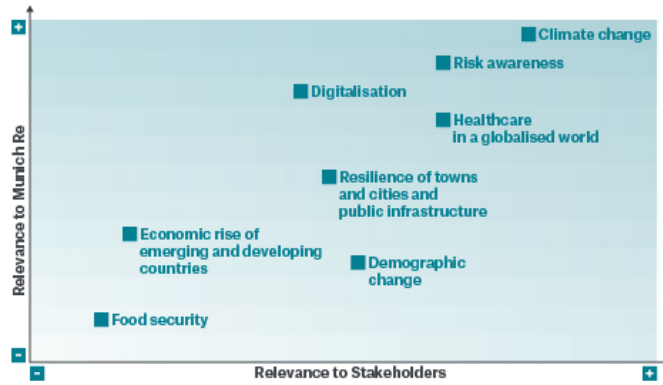 +
Climate change
Risk awareness
Digitalisation
Healthcare
in a globalised world
Resilience of towns
and cities and
public infrastructure
Economic rise of
emerging and developing
countries
Demographic
change
Food security
Relevance to Munich Re
-
-
Relevance to Stakeholders
+